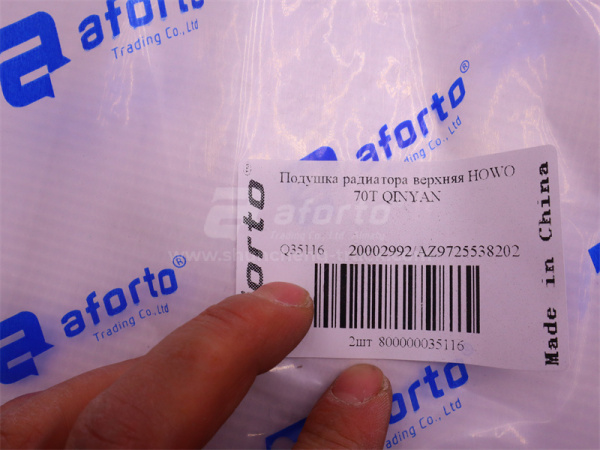 aforto®
Trading Co.,Ltd
aforto®
Trading Co., Ltd
aforto®
Trading Co., Ltd
aforto
Trading Co., Ltd
aforto
Подушка радиатора верхняя HOWO
70T QINYAN
aforto
Q35116 20002992 AZ9725538202
2шт 800000035116
Made in China